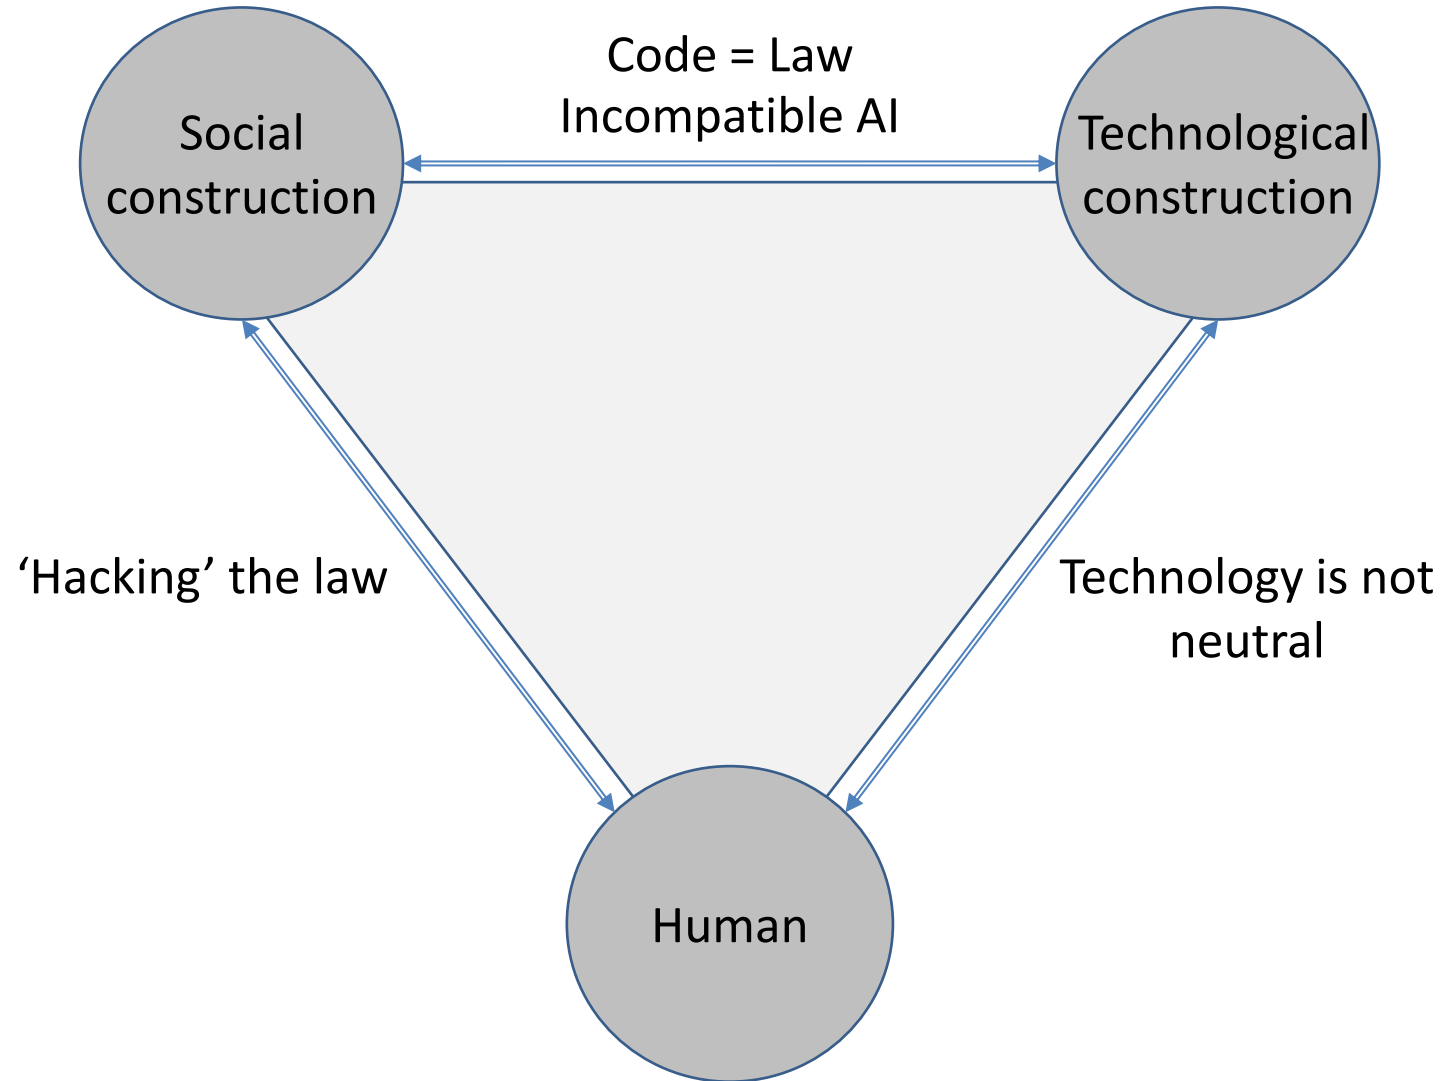 Code = Law
Incompatible AI
Social
construction
Technological
construction
‘Hacking’ the law
Technology is not
neutral
Human